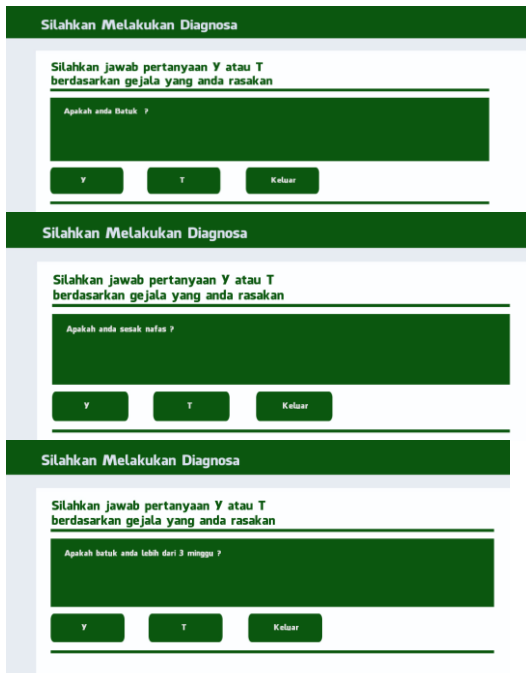 Silahkan Melakukan Diagnosa
Silahkan jawab pertanyaan Y atau T
berdasarkan gejala yang anda rasakan
Apakah anda Batuk ?
Y T Keluar
Silahkan Melakukan Diagnosa
Silahkan jawab pertanyaan Y atau T
berdasarkan gejala yang anda rasakan
Apakah anda sesak nafas ?
Y T Keluar
Silahkan Melakukan Diagnosa
Silahkan jawab pertanyaan Y atau T
berdasarkan gejala yang anda rasakan
Apakah batuk anda lebih dari 3 minggu ?
Y T Keluar